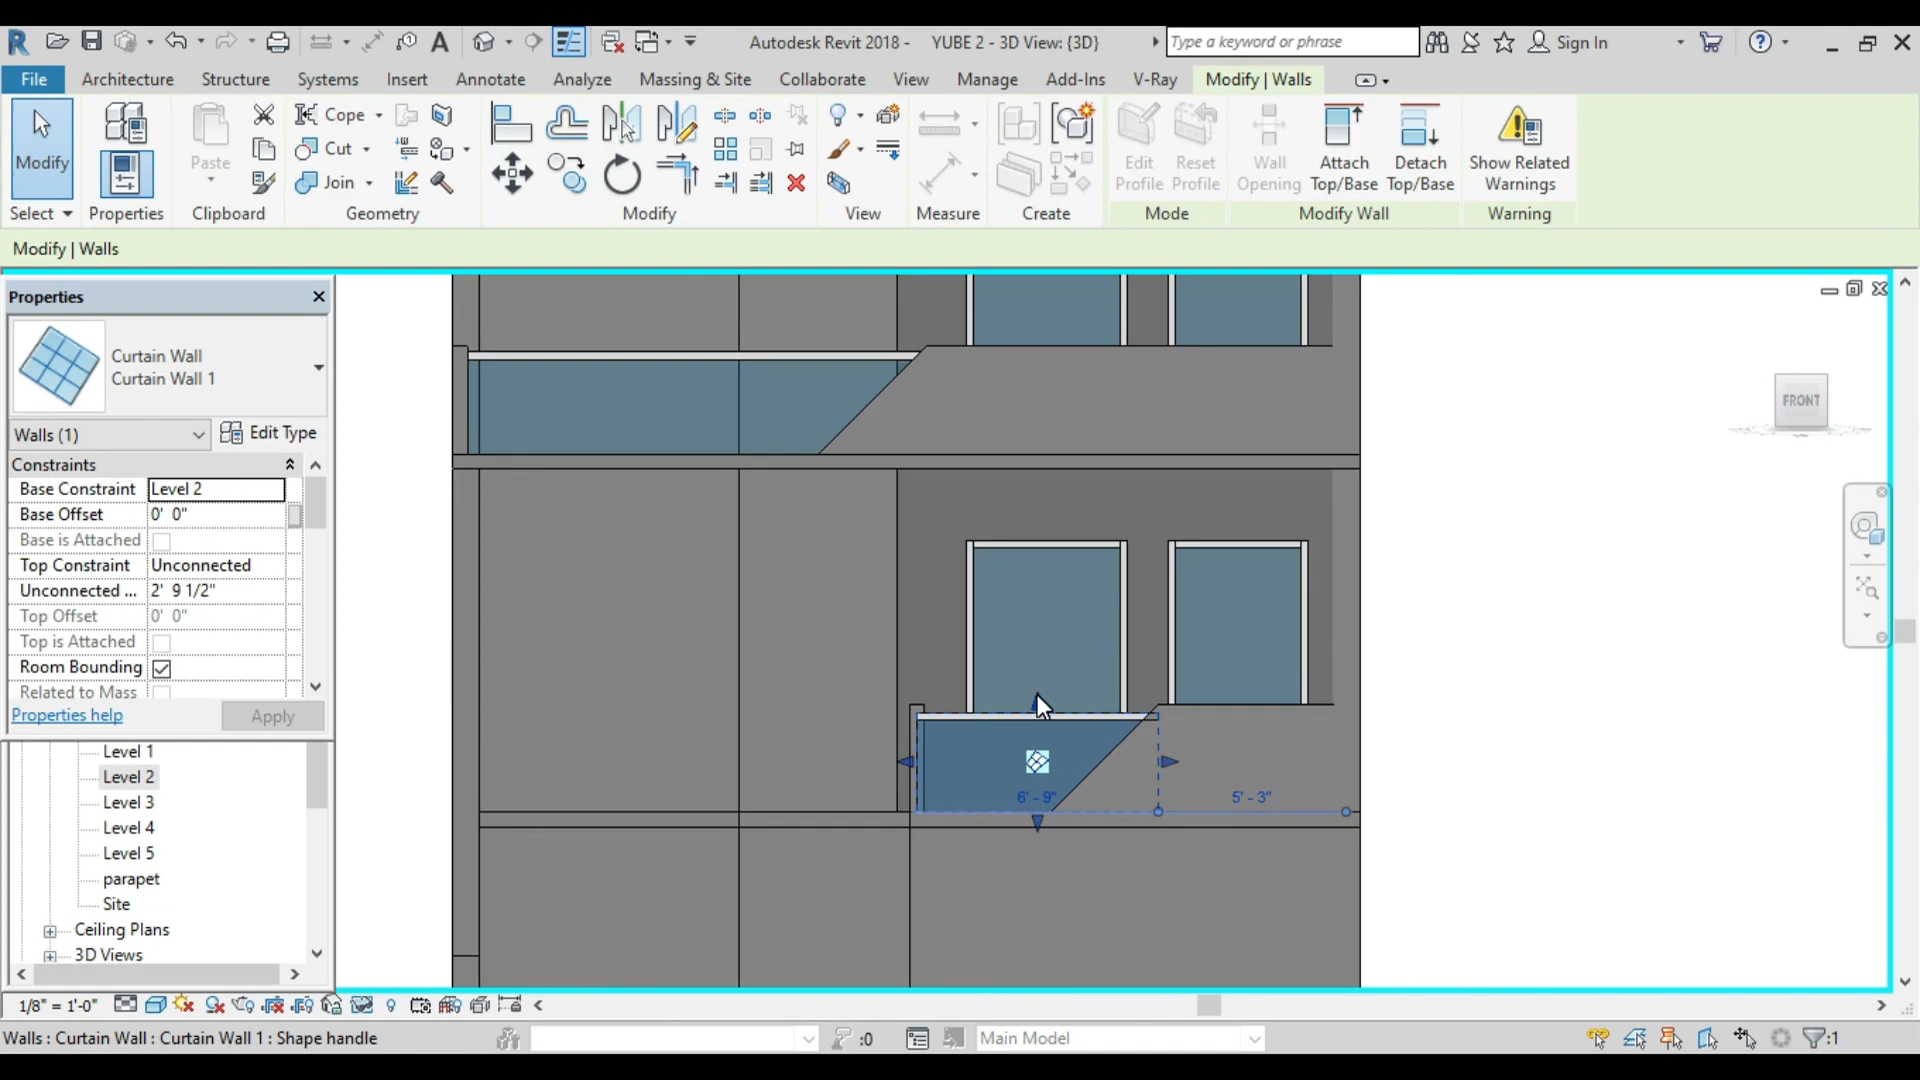 Autodesk Revit 2018 - YUBE 2 - 3D View: {3D}
Type a keyword or phrase
Sign In
File Architecture Structure Systems Insert Annotate Analyze Massing & Site Collaborate View Manage Add-Ins V-Ray Modify | Walls
Modify
Paste
Cope
Cut
Join
Edit Profile
Reset Profile
Wall Opening
Attach Top/Base
Detach Top/Base
Show Related Warnings
Select Properties Clipboard Geometry Modify View Measure Create Mode Modify Wall Warning
Modify | Walls
Properties
Curtain Wall
Curtain Wall 1
Walls (1) Edit Type
Constraints
Base Constraint Level 2
Base Offset 0' 0"
Base is Attached
Top Constraint Unconnected
Unconnected ... 2' 9 1/2"
Top Offset 0' 0"
Top is Attached
Room Bounding
Related to Mass
Properties help Apply
Level 1
Level 2
Level 3
Level 4
Level 5
parapet
Site
Ceiling Plans
3D Views
FRONT
6' - 9"
5' - 3"
1/8" = 1'-0"
Walls : Curtain Wall : Curtain Wall 1 : Shape handle
:0
Main Model
:1